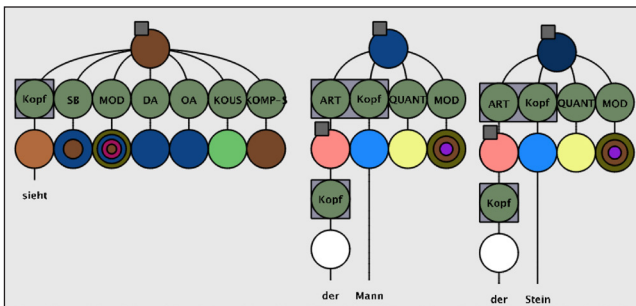 Kopf SB MOD DA OA KOUS KOMP-S
sieht
ART Kopf QUANT MOD
Kopf
der Mann
ART Kopf QUANT MOD
Kopf
der Stein